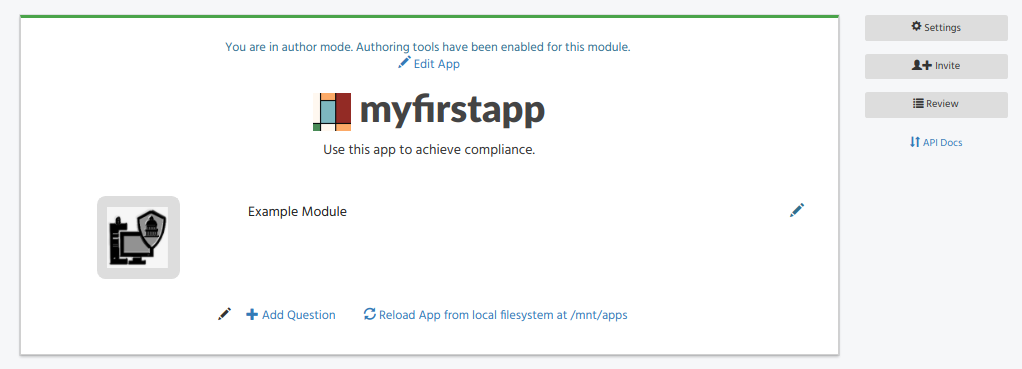 You are in author mode. Authoring tools have been enabled for this module.
Edit App
myfirstapp
Use this app to achieve compliance.
Example Module
Add Question
Reload App from local filesystem at /mnt/apps
Settings
Invite
Review
API Docs